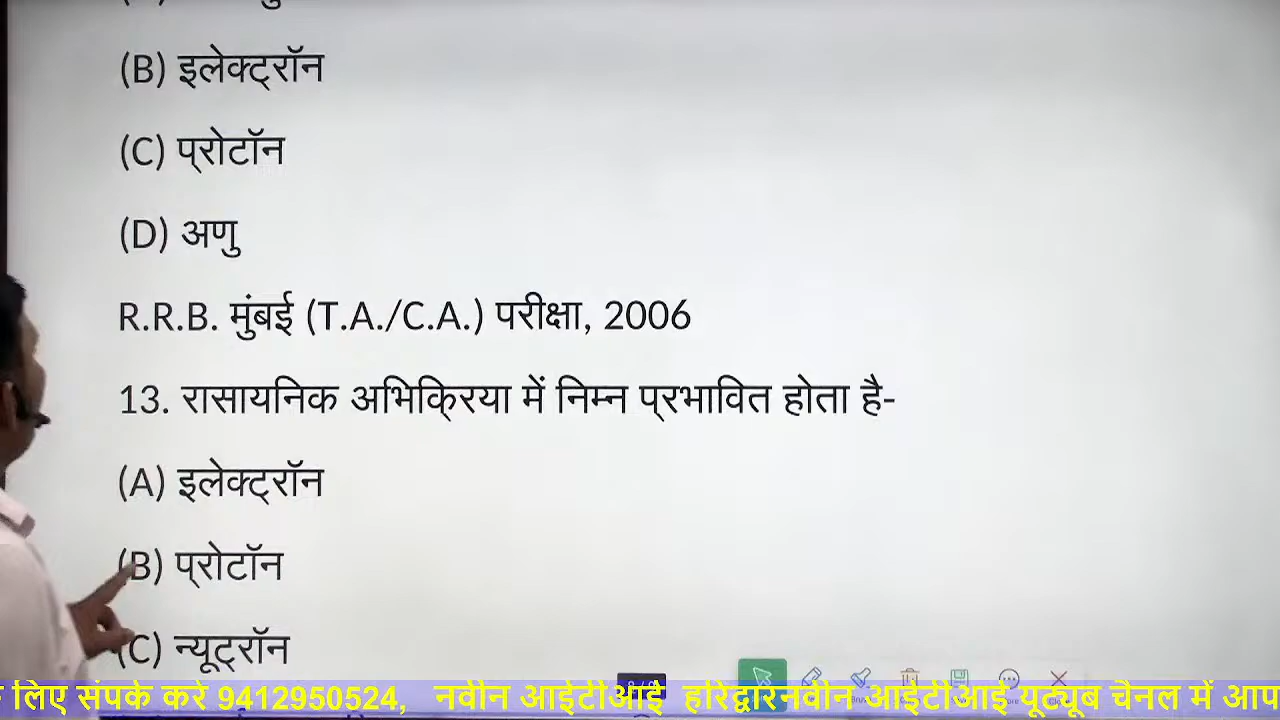 (B) इलेक्ट्रॉन
(C) प्रोटॉन
(D) अणु
R.R.B. मुंबई (T.A./C.A.) परीक्षा, 2006
13. रासायनिक अभिक्रिया में निम्न प्रभावित होता है-
(A) इलेक्ट्रॉन
(B) प्रोटॉन
(C) न्यूट्रॉन
लिए संपर्क करें 9412950524, नवीन आईटीआई हरिद्वार नवीन आईटीआई यूट्यूब चैनल में आप